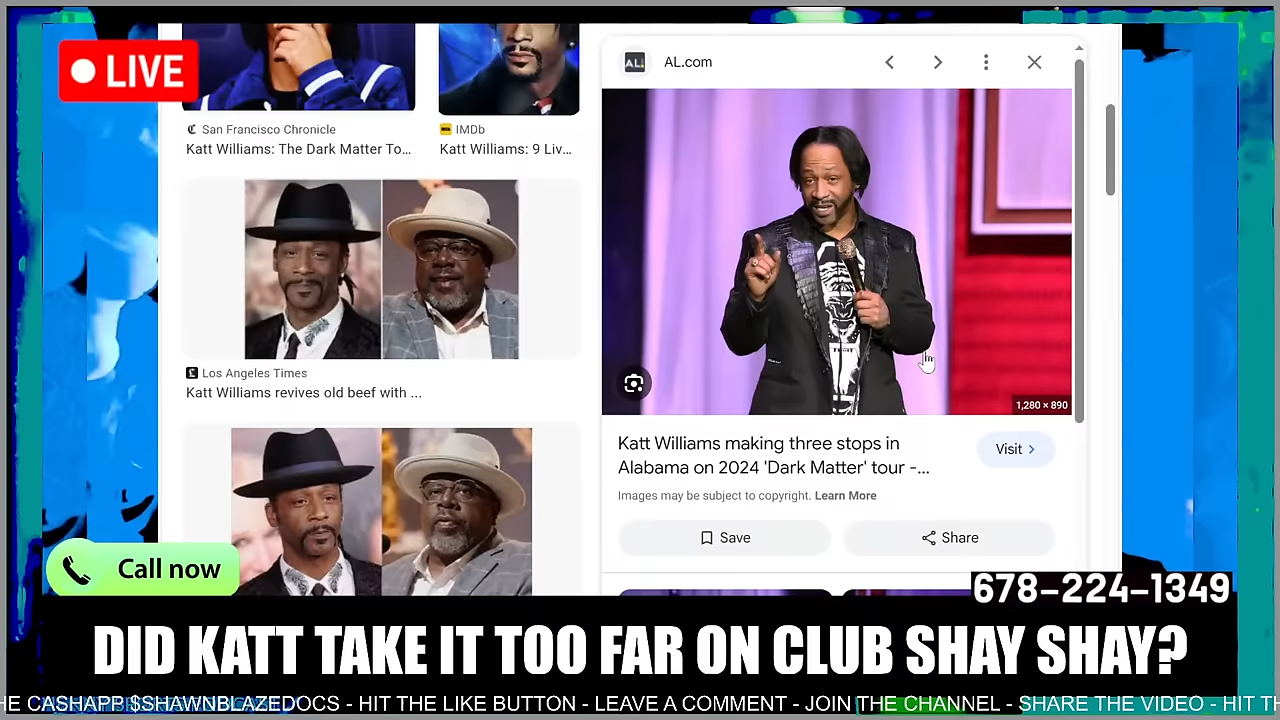 LIVE
AL.com
San Francisco Chronicle
IMDb
Katt Williams: The Dark Matter To...
Katt Williams: 9 Liv...
1,280 × 890
Los Angeles Times
Katt Williams revives old beef with ...
Katt Williams making three stops in
Alabama on 2024 'Dark Matter' tour -...
Visit
Images may be subject to copyright. Learn More
Save
Share
Call now
678-224-1349
DID KATT TAKE IT TOO FAR ON CLUB SHAY SHAY?
HE CASHAPP $SHAWNBLAZEDOCS - HIT THE LIKE BUTTON - LEAVE A COMMENT - JOIN THE CHANNEL - SHARE THE VIDEO - HIT T